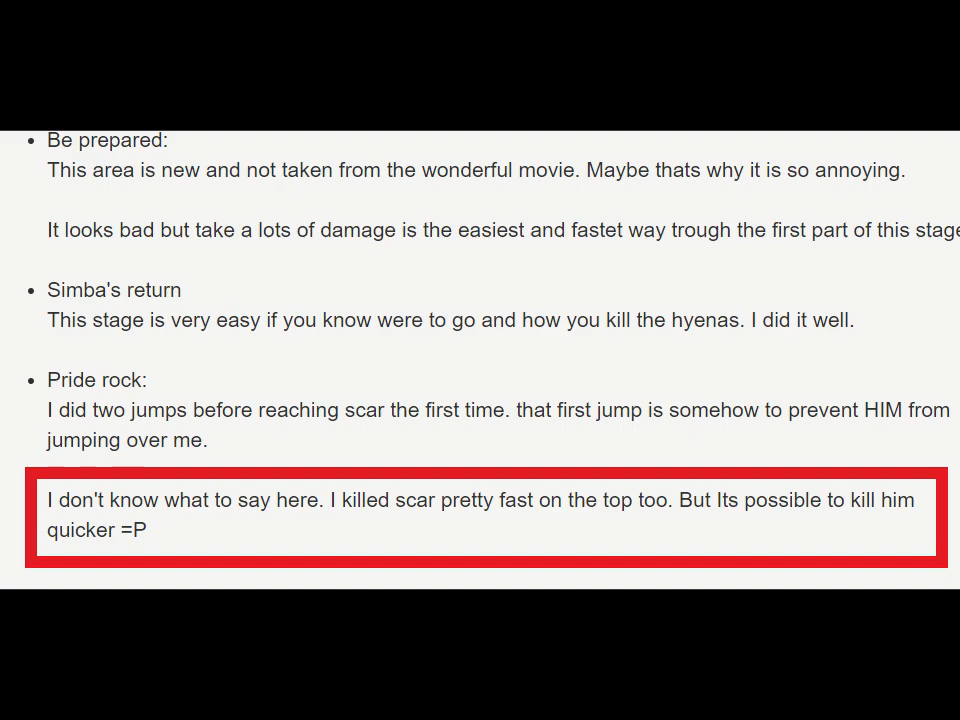 Be prepared:
This area is new and not taken from the wonderful movie. Maybe thats why it is so annoying.
It looks bad but take a lots of damage is the easiest and fastet way trough the first part of this stage
Simba's return
This stage is very easy if you know were to go and how you kill the hyenas. I did it well.
Pride rock:
I did two jumps before reaching scar the first time. that first jump is somehow to prevent HIM from
jumping over me.
I don't know what to say here. I killed scar pretty fast on the top too. But Its possible to kill him
quicker =P